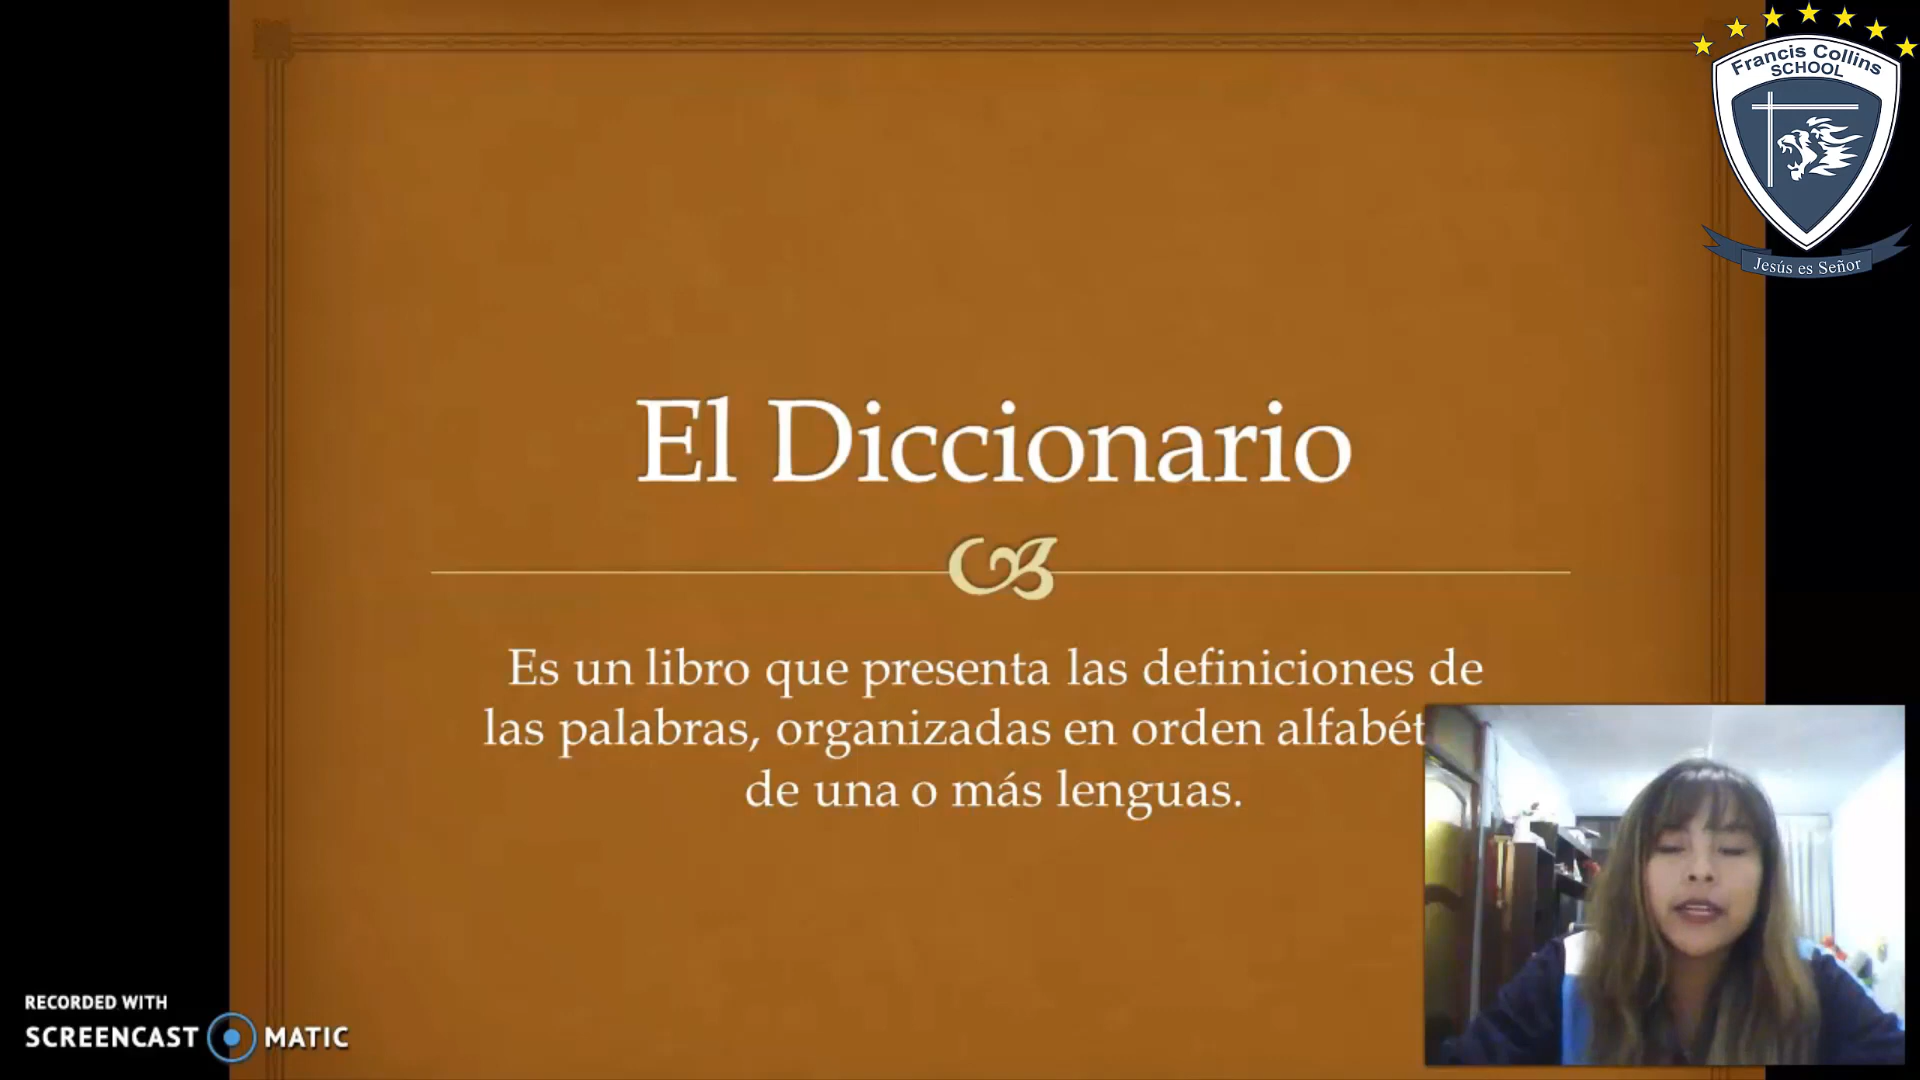 Francis Collins
SCHOOL
Jesús es Señor
El Diccionario
Es un libro que presenta las definiciones de
las palabras, organizadas en orden alfabét
de una o más lenguas.
RECORDED WITH
SCREENCAST MATIC